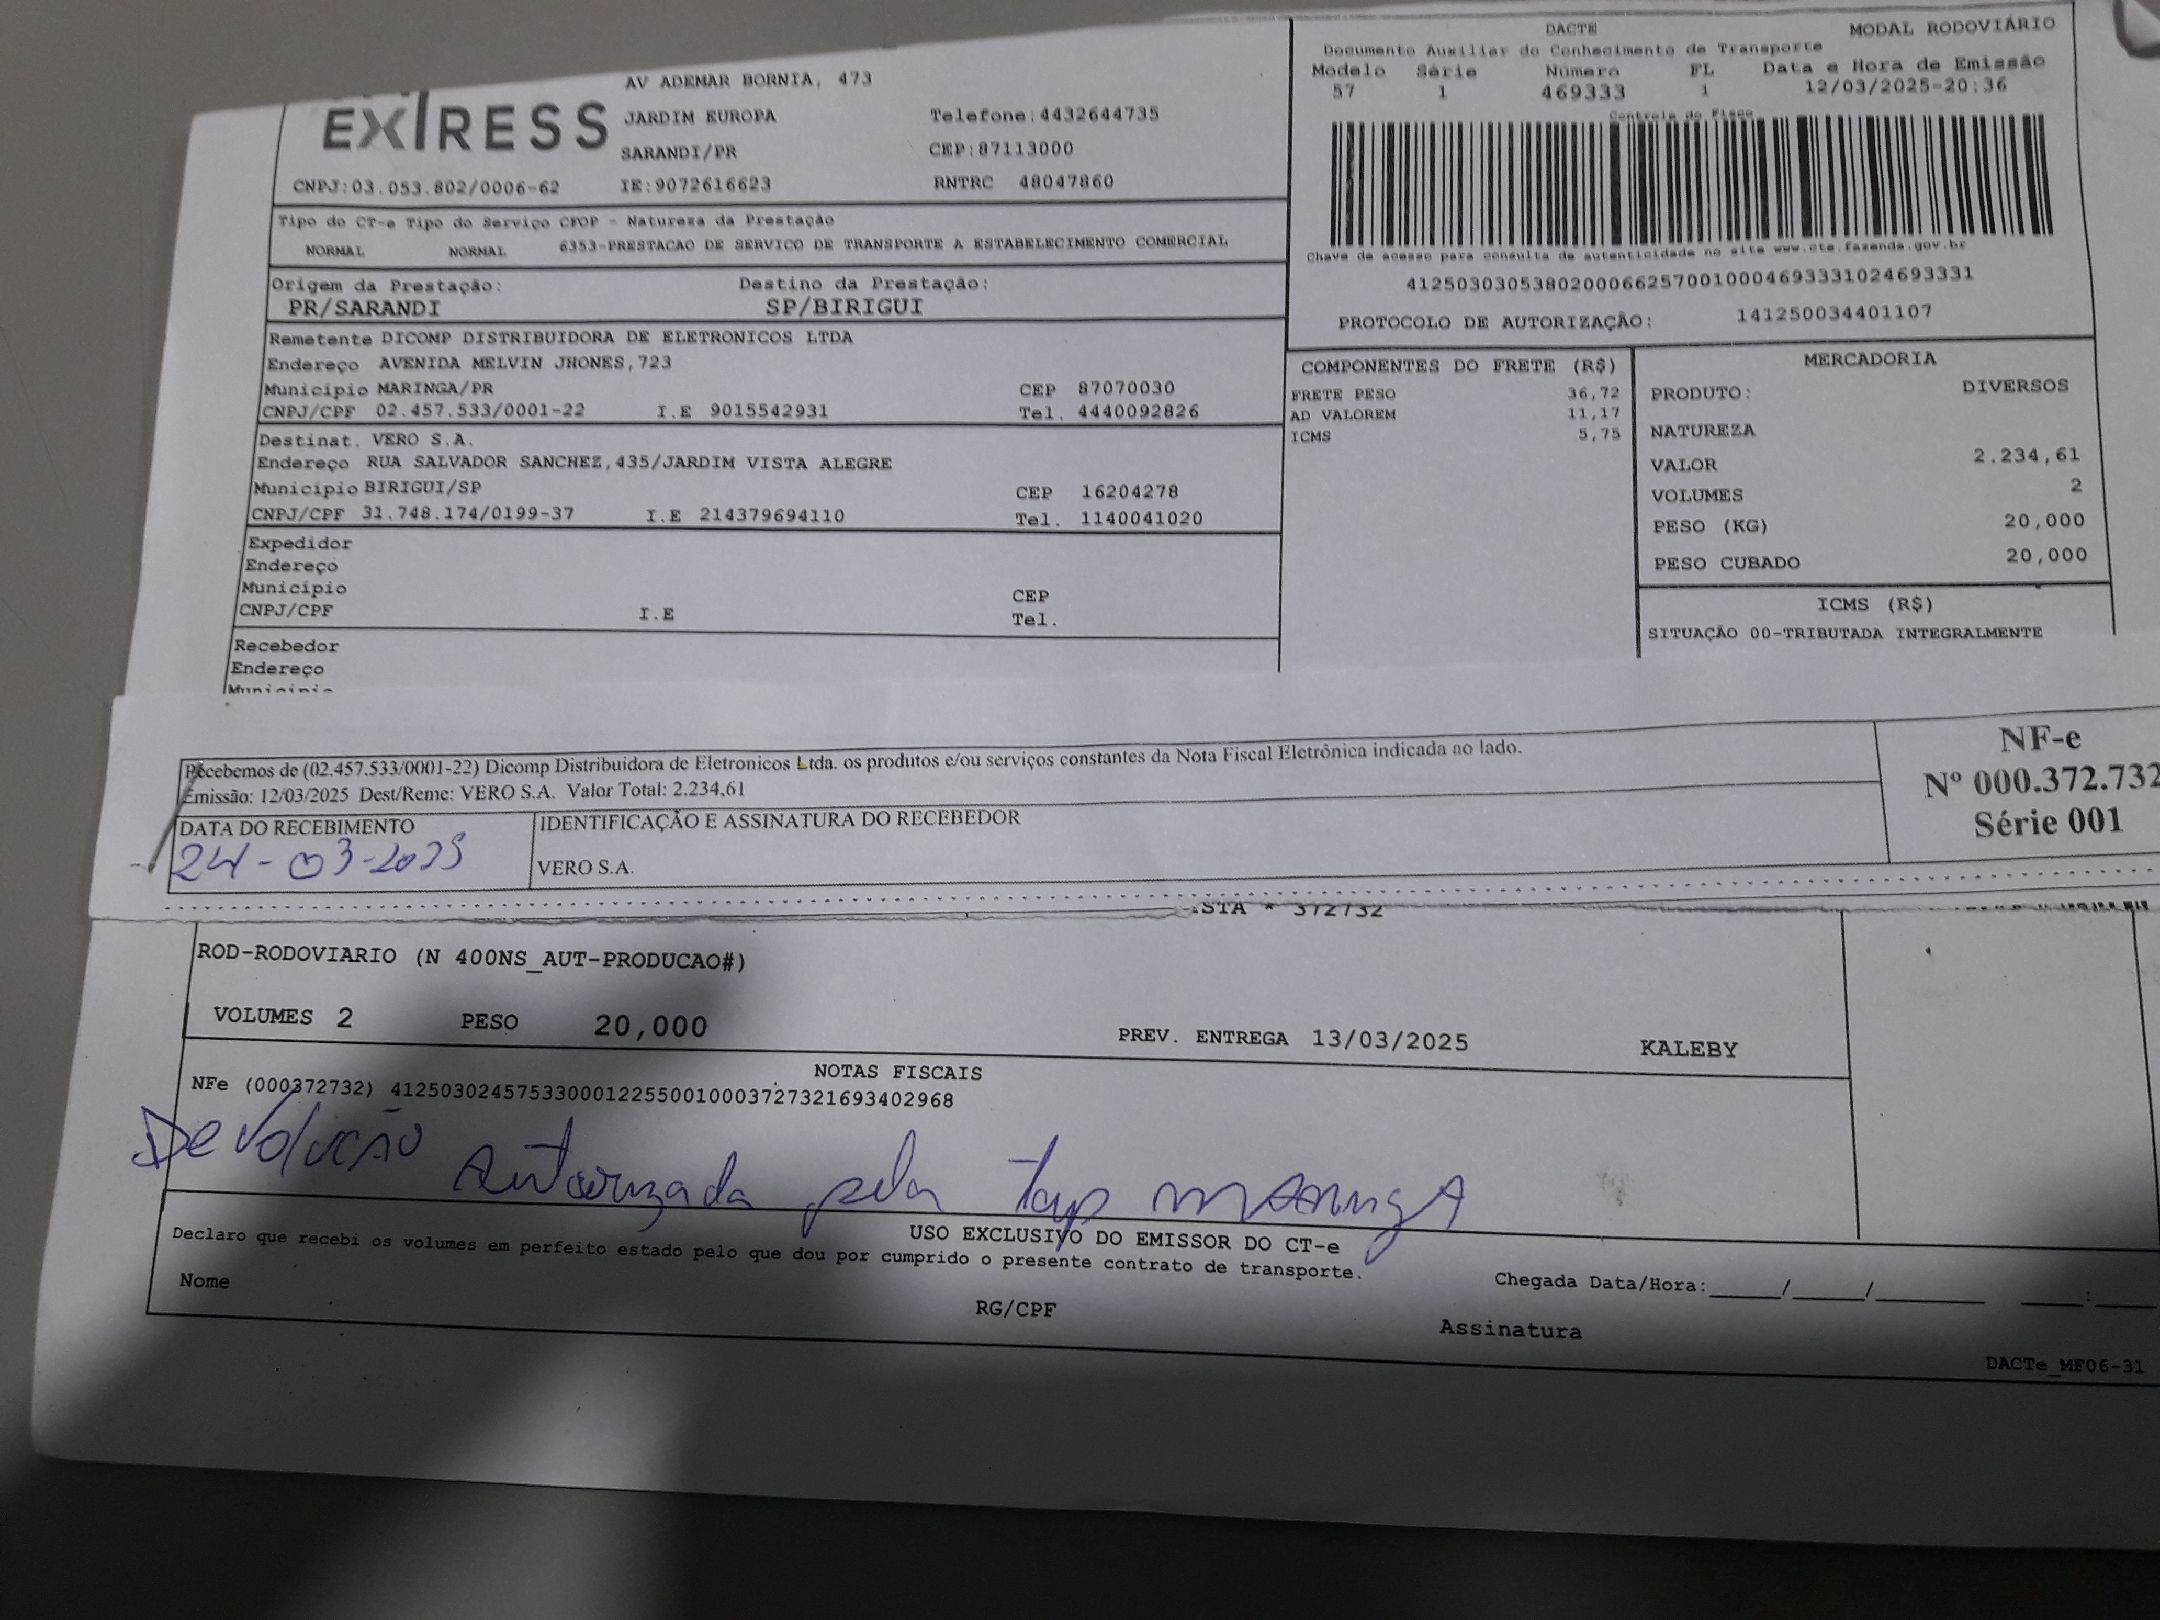 EXPRESS
AV ADEMAR BORNIA, 473
JARDIM EUROPA Telefone:4432644735
SARANDI/PR CEP:87113000
CNPJ:03.053.802/0006-62 IE:9072616623 RNTRC 48047860
Tipo do CT-e Tipo do Serviço CFOP - Natureza da Prestação
NORMAL NORMAL 6353-PRESTACAO DE SERVICO DE TRANSPORTE A ESTABELECIMENTO COMERCIAL
Origem da Prestação: Destino da Prestação:
PR/SARANDI SP/BIRIGUI
Remetente DICOMP DISTRIBUIDORA DE ELETRONICOS LTDA
Endereço AVENIDA MELVIN JHONES,723
Município MARINGA/PR CEP 87070030
CNPJ/CPF 02.457.533/0001-22 I.E 9015542931 Tel. 4440092826
Destinat. VERO S.A.
Endereço RUA SALVADOR SANCHEZ,435/JARDIM VISTA ALEGRE
Município BIRIGUI/SP CEP 16204278
CNPJ/CPF 31.748.174/0199-37 I.E 214379694110 Tel. 1140041020
Expedidor
Endereço
Município CEP
CNPJ/CPF I.E Tel.
Recebedor
Endereço
Município
DACTE MODAL RODOVIÁRIO
Documento Auxiliar do Conhecimento de Transporte
Modelo Série Número FL Data e Hora de Emissão
57 1 469333 1 12/03/2025-20:36
Controle do Fisco
Chave de acesso para consulta de autenticidade no site www.cte.fazenda.gov.br
41250303053802000662570010004693331024693331
PROTOCOLO DE AUTORIZAÇÃO: 141250034401107
COMPONENTES DO FRETE (R$)
FRETE PESO 36,72
AD VALOREM 11,17
ICMS 5,75
MERCADORIA
PRODUTO: DIVERSOS
NATUREZA
VALOR 2.234,61
VOLUMES 2
PESO (KG) 20,000
PESO CUBADO 20,000
ICMS (R$)
SITUAÇÃO 00-TRIBUTADA INTEGRALMENTE
Recebemos de (02.457.533/0001-22) Dicomp Distribuidora de Eletronicos Ltda. os produtos e/ou serviços constantes da Nota Fiscal Eletrônica indicada ao lado.
Emissão: 12/03/2025 Dest/Reme: VERO S.A. Valor Total: 2.234,61
DATA DO RECEBIMENTO IDENTIFICAÇÃO E ASSINATURA DO RECEBEDOR
24-03-2025
VERO S.A.
NF-e
Nº 000.372.732
Série 001
STA * 372732
ROD-RODOVIARIO (N 400NS_AUT-PRODUCAO#)
VOLUMES 2 PESO 20,000 PREV. ENTREGA 13/03/2025 KALEBY
NOTAS FISCAIS
NFe (000372732) 41250302457533000122550010003727321693402968
Devolução Autorizada pela Tap MARINGA
USO EXCLUSIVO DO EMISSOR DO CT-e
Declaro que recebi os volumes em perfeito estado pelo que dou por cumprido o presente contrato de transporte.
Nome RG/CPF Assinatura Chegada Data/Hora:_____/_____/________ ____:____
DACTe_MF06-31